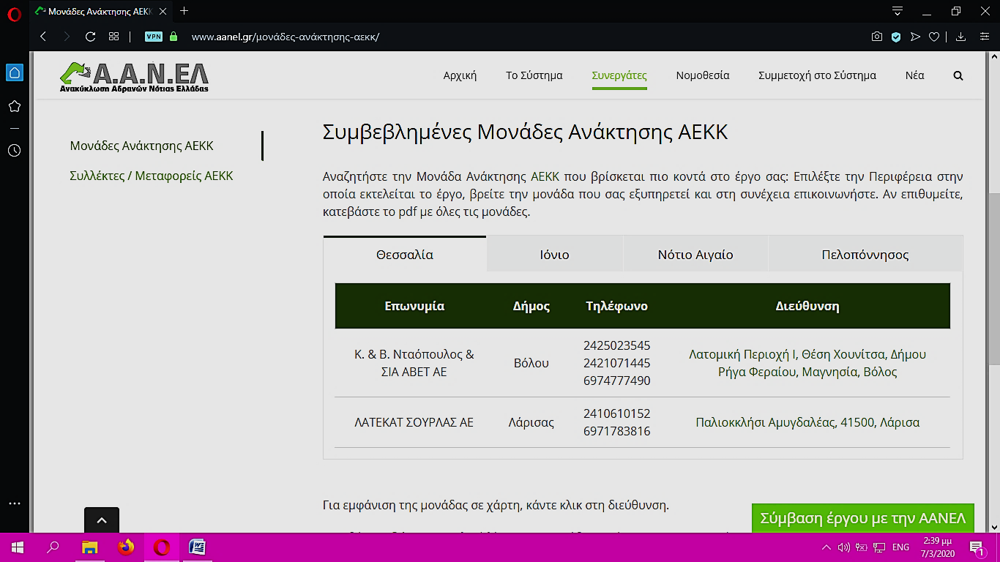 Μονάδες Ανάκτησης ΑΕΚΚ
VPN
www.aanel.gr/μονάδες-ανάκτησης-αεκκ/
Α.Α.Ν.ΕΛ
Ανακύκλωση Αδρανών Νότιας Ελλάδας
Αρχική
Το Σύστημα
Συνεργάτες
Νομοθεσία
Συμμετοχή στο Σύστημα
Νέα
Μονάδες Ανάκτησης ΑΕΚΚ
Συλλέκτες / Μεταφορείς ΑΕΚΚ
Συμβεβλημένες Μονάδες Ανάκτησης ΑΕΚΚ
Αναζητήστε την Μονάδα Ανάκτησης ΑΕΚΚ που βρίσκεται πιο κοντά στο έργο σας: Επιλέξτε την Περιφέρεια στην
οποία εκτελείται το έργο, βρείτε την μονάδα που σας εξυπηρετεί και στη συνέχεια επικοινωνήστε. Αν επιθυμείτε,
κατεβάστε το pdf με όλες τις μονάδες.
Θεσσαλία
Ιόνιο
Νότιο Αιγαίο
Πελοπόννησος
Επωνυμία
Δήμος
Τηλέφωνο
Διεύθυνση
Κ. & Β. Νταόπουλος &
ΣΙΑ ΑΒΕΤ ΑΕ
Βόλου
2425023545
2421071445
6974777490
Λατομική Περιοχή Ι, Θέση Χουνίτσα, Δήμου
Ρήγα Φεραίου, Μαγνησία, Βόλος
ΛΑΤΕΚΑΤ ΣΟΥΡΛΑΣ ΑΕ
Λάρισας
2410610152
6971783816
Παλιοκκλήσι Αμυγδαλέας, 41500, Λάρισα
Για εμφάνιση της μονάδας σε χάρτη, κάντε κλικ στη διεύθυνση.
Σύμβαση έργου με την ΑΑΝΕΛ
ENG
2:39 μμ
7/3/2020
1